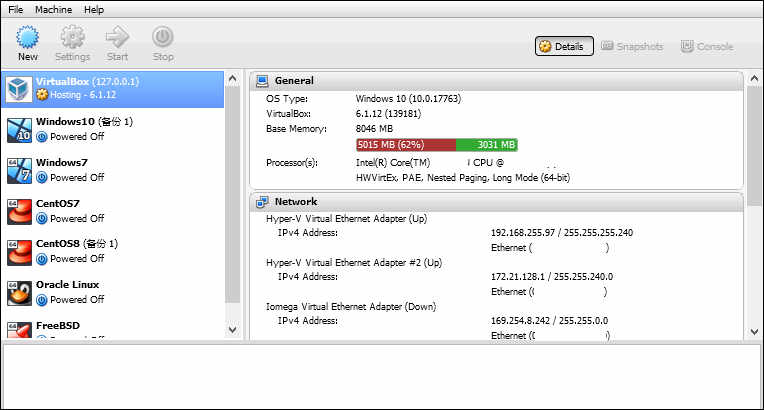 File Machine Help
New Settings Start Stop Details Snapshots Console
VirtualBox (127.0.0.1)
Hosting - 6.1.12
Windows10 (备份 1)
Powered Off
Windows7
Powered Off
CentOS7
Powered Off
CentOS8 (备份 1)
Powered Off
Oracle Linux
Powered Off
FreeBSD
Powered Off
General
OS Type: Windows 10 (10.0.17763)
VirtualBox: 6.1.12 (139181)
Base Memory: 8046 MB
5015 MB (62%) 3031 MB
Processor(s): Intel(R) Core(TM) CPU @
HWVirtEx, PAE, Nested Paging, Long Mode (64-bit)
Network
Hyper-V Virtual Ethernet Adapter (Up)
IPv4 Address: 192.168.255.97 / 255.255.255.240
Ethernet ( )
Hyper-V Virtual Ethernet Adapter #2 (Up)
IPv4 Address: 172.21.128.1 / 255.255.240.0
Ethernet ( )
Iomega Virtual Ethernet Adapter (Down)
IPv4 Address: 169.254.8.242 / 255.255.0.0
Ethernet ( )